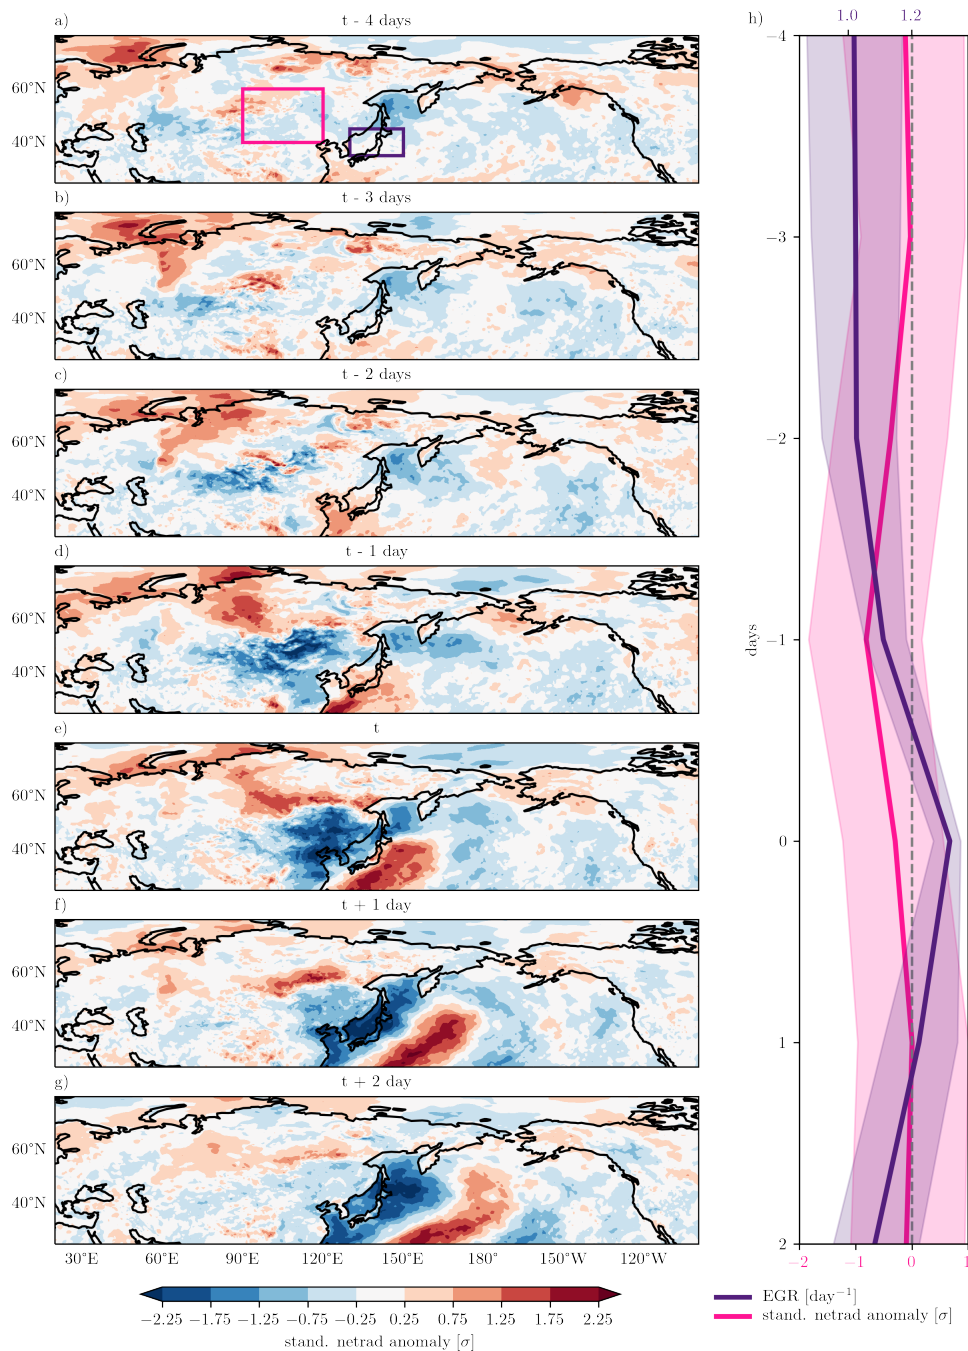 a)
t - 4 days
60°N
40°N
b)
t - 3 days
60°N
40°N
c)
t - 2 days
60°N
40°N
d)
t - 1 day
60°N
40°N
e)
t
60°N
40°N
f)
t + 1 day
60°N
40°N
g)
t + 2 day
60°N
40°N
30°E 60°E 90°E 120°E 150°E 180° 150°W 120°W
−2.25 −1.75 −1.25 −0.75 −0.25 0.25 0.75 1.25 1.75 2.25
stand. netrad anomaly [σ]
h)
1.0 1.2
−4
−3
−2
−1
0
1
2
days
−2 −1 0 1
EGR [day⁻¹]
stand. netrad anomaly [σ]